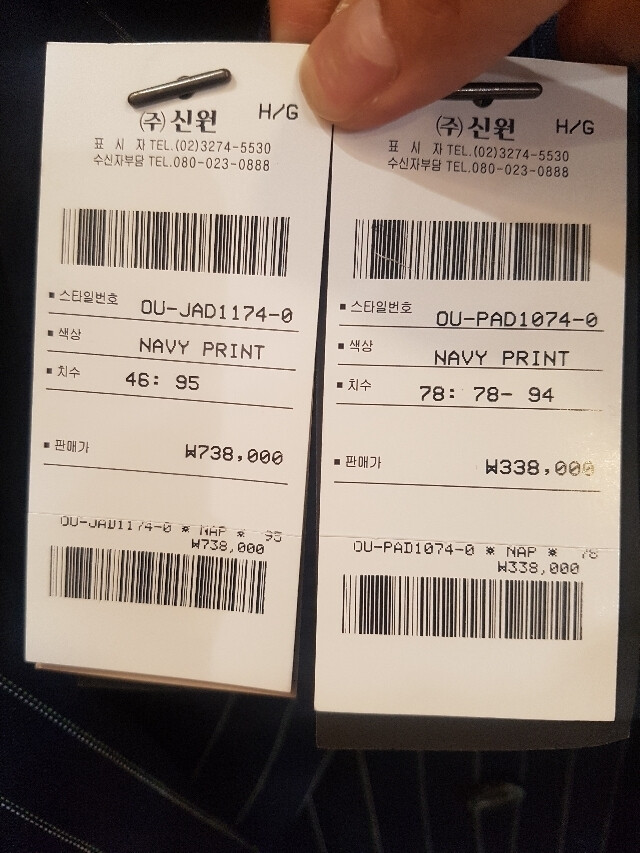 H/G
㈜신원
표 시 자 TEL.(02)3274-5530
수신자부담 TEL.080-023-0888
▪ 스타일번호 OU-JAD1174-0
▪ 색상 NAVY PRINT
▪ 치수 46: 95
▪ 판매가 ₩738,000
OU-JAD1174-0 * NAP * 95
₩738,000
H/G
㈜신원
표 시 자 TEL.(02)3274-5530
수신자부담 TEL.080-023-0888
▪ 스타일번호 OU-PAD1074-0
▪ 색상 NAVY PRINT
▪ 치수 78: 78- 94
▪ 판매가 ₩338,000
OU-PAD1074-0 * NAP * 78
₩338,000